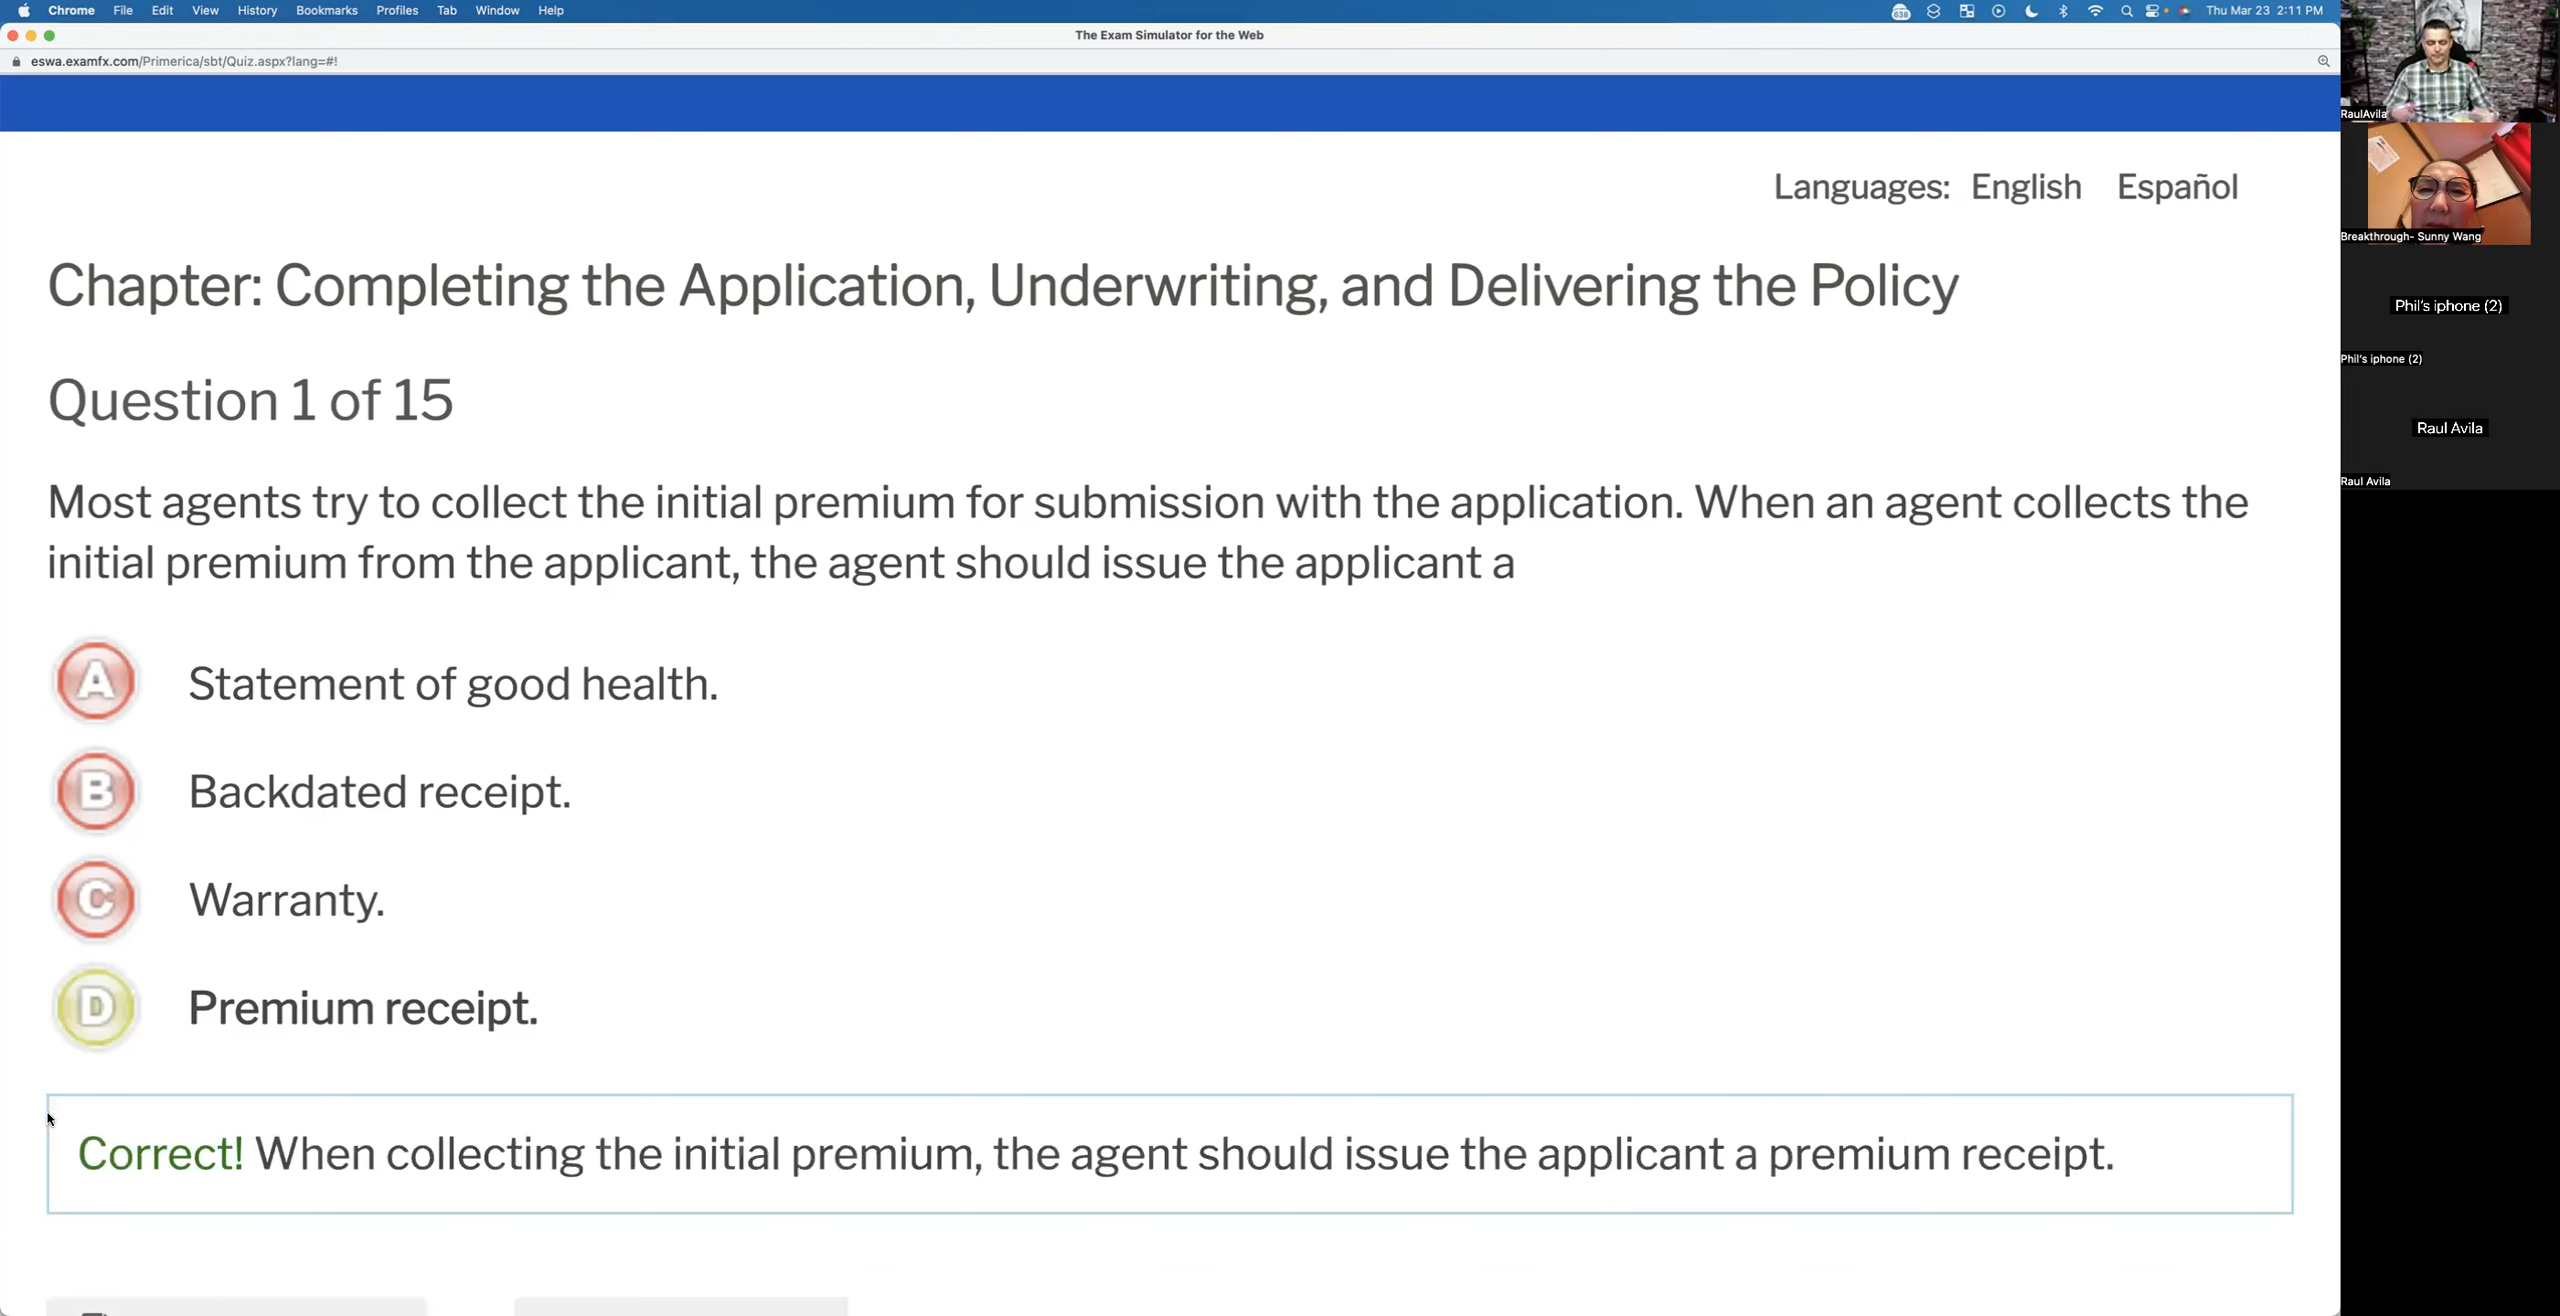 Chrome File Edit View History Bookmarks Profiles Tab Window Help
638
Thu Mar 23 2:11 PM
The Exam Simulator for the Web
eswa.examfx.com/Primerica/sbt/Quiz.aspx?lang=#!
Languages: English Español
Chapter: Completing the Application, Underwriting, and Delivering the Policy
Question 1 of 15
Most agents try to collect the initial premium for submission with the application. When an agent collects the
initial premium from the applicant, the agent should issue the applicant a
A Statement of good health.
B Backdated receipt.
C Warranty.
D Premium receipt.
Correct! When collecting the initial premium, the agent should issue the applicant a premium receipt.
RaulAvila
Breakthrough- Sunny Wang
Phil's iphone (2)
Phil's iphone (2)
Raul Avila
Raul Avila